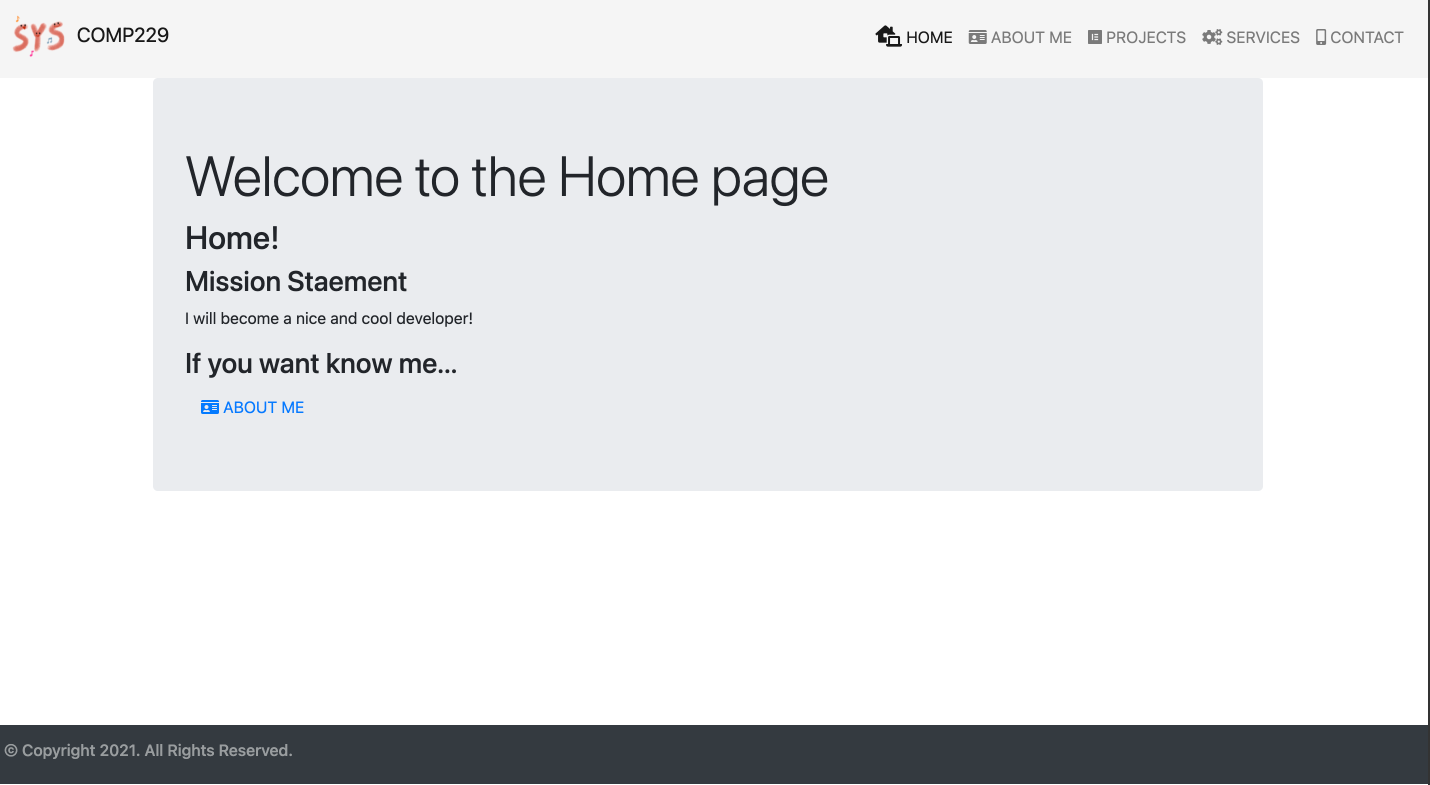 SYS COMP229 HOME ABOUT ME PROJECTS SERVICES CONTACT
Welcome to the Home page
Home!
Mission Staement
I will become a nice and cool developer!
If you want know me...
ABOUT ME
© Copyright 2021. All Rights Reserved.